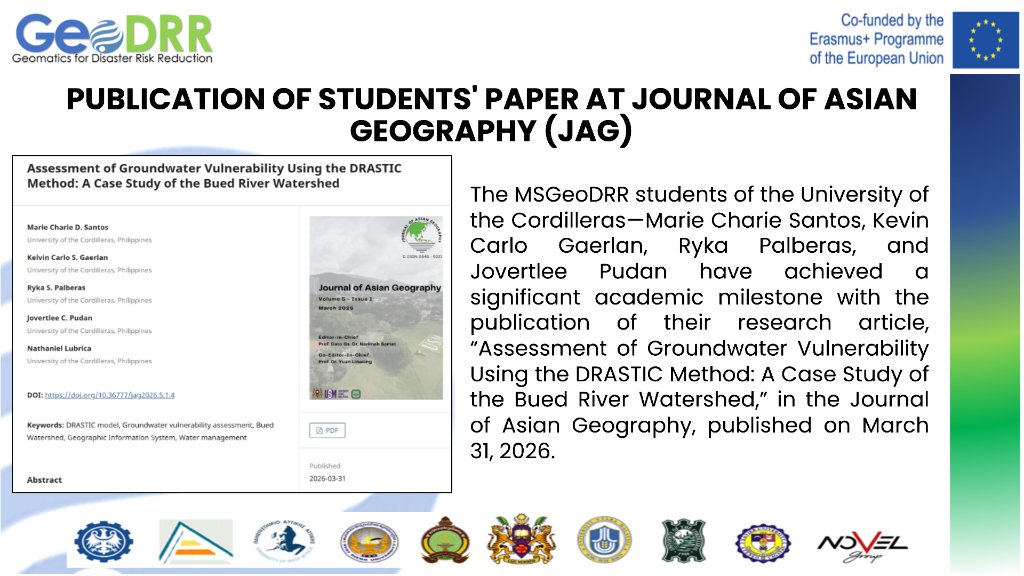 GeoDRR
Geomatics for Disaster Risk Reduction
Co-funded by the
Erasmus+ Programme
of the European Union
PUBLICATION OF STUDENTS' PAPER AT JOURNAL OF ASIAN
GEOGRAPHY (JAG)
Assessment of Groundwater Vulnerability Using the DRASTIC
Method: A Case Study of the Bued River Watershed
Marie Charie D. Santos
University of the Cordilleras, Philippines
Kelvin Carlo S. Gaerlan
University of the Cordilleras, Philippines
Ryka S. Palberas
University of the Cordilleras, Philippines
Jovertlee C. Pudan
University of the Cordilleras, Philippines
Nathaniel Lubrica
University of the Cordilleras, Philippines
DOI: https://doi.org/10.36777/jag2026.5.1.4
Keywords: DRASTIC model, Groundwater vulnerability assessment, Bued
Watershed, Geographic Information System, Water management
Abstract
Journal of Asian Geography
Volume 5 - Issue 1
March 2026
Editor-in-Chief
Co-Editor-in-Chief
PDF
Published
2026-03-31
The MSGeoDRR students of the University of
the Cordilleras—Marie Charie Santos, Kevin
Carlo Gaerlan, Ryka Palberas, and
Jovertlee Pudan have achieved a
significant academic milestone with the
publication of their research article,
“Assessment of Groundwater Vulnerability
Using the DRASTIC Method: A Case Study of
the Bued River Watershed,” in the Journal
of Asian Geography, published on March
31, 2026.
NOVEL
Group